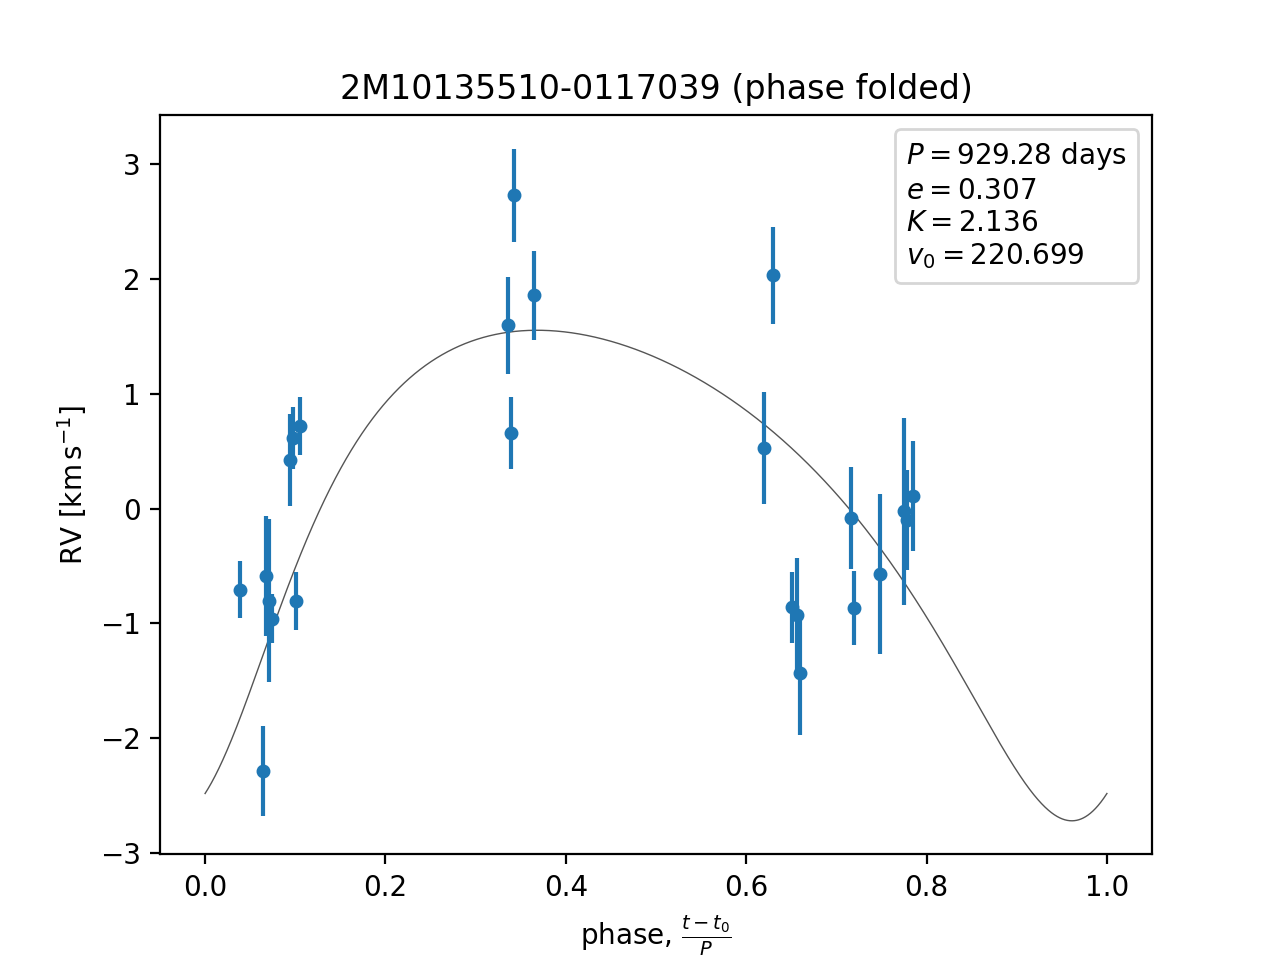 2M10135510-0117039 (phase folded)
P = 929.28 days
e = 0.307
K = 2.136
v₀ = 220.699
3
2
1
0
−1
−2
−3
RV [km s⁻¹]
0.0 0.2 0.4 0.6 0.8 1.0
phase, (t − t₀)/P